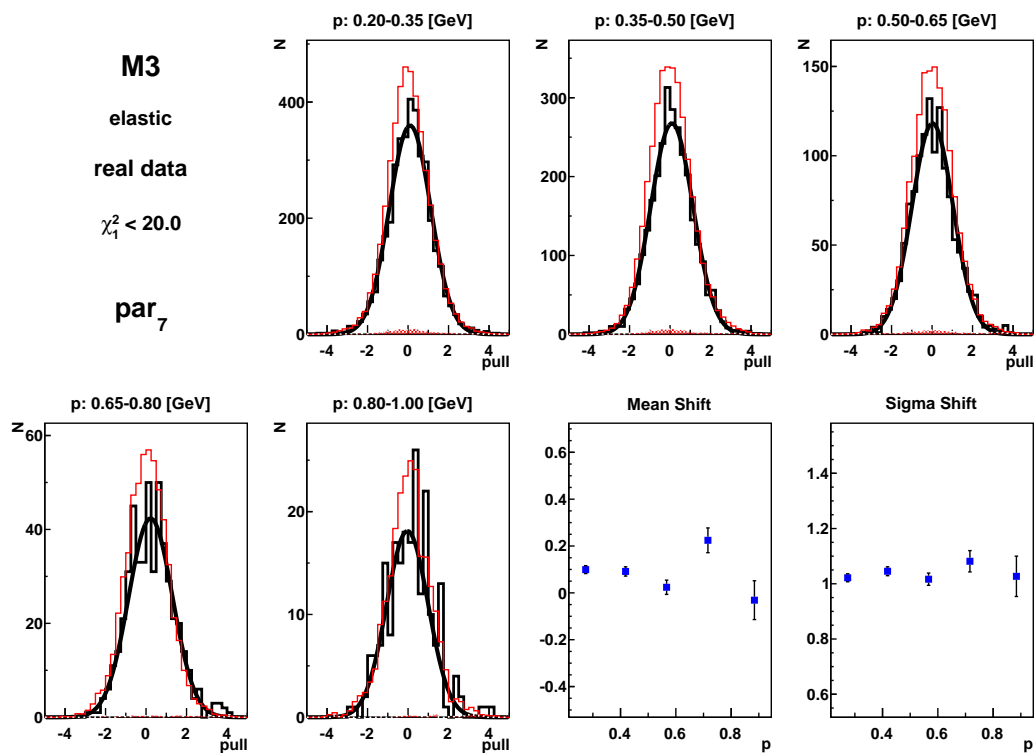 M3
elastic
real data
χ²₁ < 20.0
par₇
p: 0.20-0.35 [GeV]
N
400
200
0
-4 -2 0 2 4
pull
p: 0.35-0.50 [GeV]
N
300
200
100
0
-4 -2 0 2 4
pull
p: 0.50-0.65 [GeV]
N
150
100
50
0
-4 -2 0 2 4
pull
p: 0.65-0.80 [GeV]
N
60
40
20
0
-4 -2 0 2 4
pull
p: 0.80-1.00 [GeV]
N
20
10
0
-4 -2 0 2 4
pull
Mean Shift
0.6
0.4
0.2
0
-0.2
-0.4
0.4 0.6 0.8
p
Sigma Shift
1.4
1.2
1.0
0.8
0.6
0.4 0.6 0.8
p